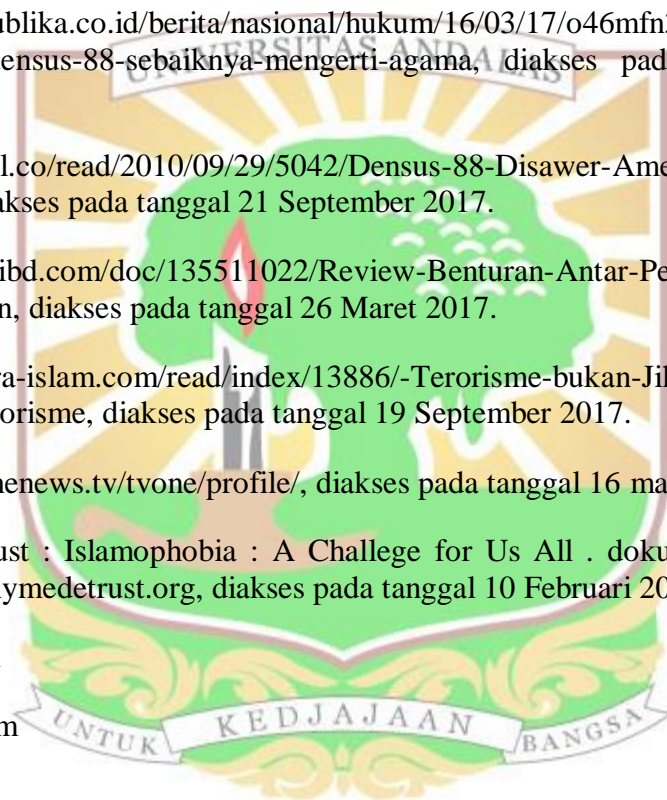 ublika.co.id/berita/nasional/hukum/16/03/17/o46mfn
ensus-88-sebaiknya-mengerti-agama, diakses pad
UNIVERSITAS ANDALAS
l.co/read/2010/09/29/5042/Densus-88-Disawer-Ame
akses pada tanggal 21 September 2017.
ibd.com/doc/135511022/Review-Benturan-Antar-Pe
n, diakses pada tanggal 26 Maret 2017.
ra-islam.com/read/index/13886/-Terorisme-bukan-Jil
orisme, diakses pada tanggal 19 September 2017.
nenews.tv/tvone/profile/, diakses pada tanggal 16 ma
ust : Islamophobia : A Challege for Us All . doku
nymedetrust.org, diakses pada tanggal 10 Februari 20
m
UNTUK KEDJAJAAN BANGSA